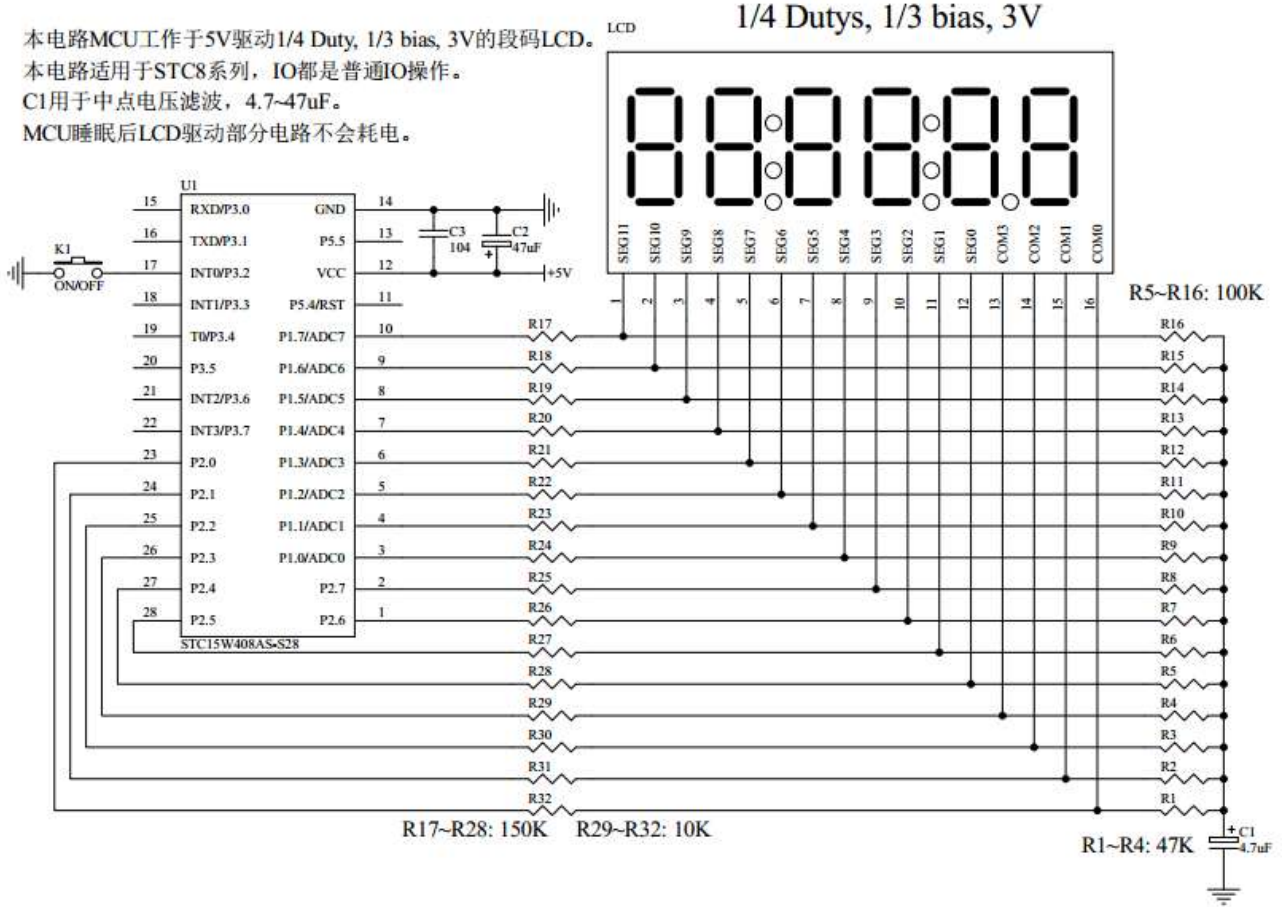 1/4 Dutys, 1/3 bias, 3V
LCD
本电路MCU工作于5V驱动1/4 Duty, 1/3 bias, 3V的段码LCD。
本电路适用于STC8系列，IO都是普通IO操作。
C1用于中点电压滤波，4.7~47uF。
MCU睡眠后LCD驱动部分电路不会耗电。
U1
15 RXD/P3.0 GND 14
16 TXD/P3.1 P5.5 13
17 INT0/P3.2 VCC 12
18 INT1/P3.3 P5.4/RST 11
19 T0/P3.4 P1.7/ADC7 10
20 P3.5 P1.6/ADC6 9
21 INT2/P3.6 P1.5/ADC5 8
22 INT3/P3.7 P1.4/ADC4 7
23 P2.0 P1.3/ADC3 6
24 P2.1 P1.2/ADC2 5
25 P2.2 P1.1/ADC1 4
26 P2.3 P1.0/ADC0 3
27 P2.4 P2.7 2
28 P2.5 P2.6 1
STC15W408AS-S28
K1
ON/OFF
C3
104
C2
47uF
+
+5V
SEG11 SEG10 SEG9 SEG8 SEG7 SEG6 SEG5 SEG4 SEG3 SEG2 SEG1 SEG0 COM3 COM2 COM1 COM0
1 2 3 4 5 6 7 8 9 10 11 12 13 14 15 16
R5~R16: 100K
R17 R16
R18 R15
R19 R14
R20 R13
R21 R12
R22 R11
R23 R10
R24 R9
R25 R8
R26 R7
R27 R6
R28 R5
R29 R4
R30 R3
R31 R2
R32 R1
R17~R28: 150K R29~R32: 10K
R1~R4: 47K
+ C1
4.7uF